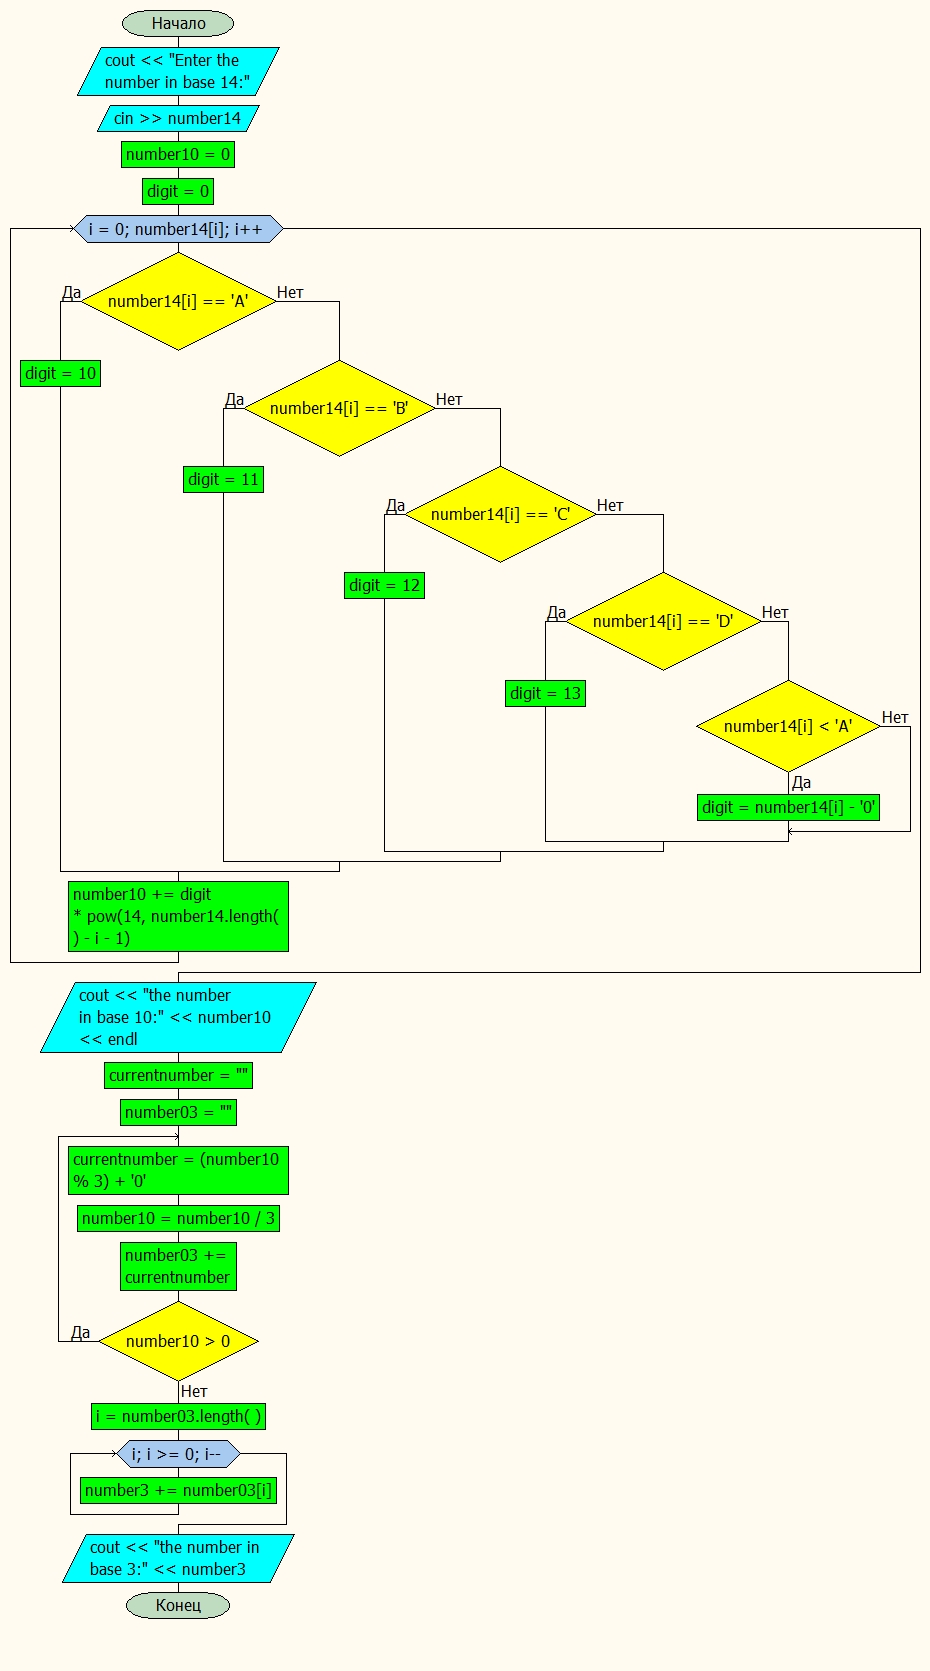 Начало
cout << "Enter the
number in base 14:"
cin >> number14
number10 = 0
digit = 0
i = 0; number14[i]; i++
Да
number14[i] == 'A'
Нет
digit = 10
Да
number14[i] == 'B'
Нет
digit = 11
Да
number14[i] == 'C'
Нет
digit = 12
Да
number14[i] == 'D'
Нет
digit = 13
number14[i] < 'A'
Нет
Да
digit = number14[i] - '0'
number10 += digit
* pow(14, number14.length(
) - i - 1)
cout << "the number
in base 10:" << number10
<< endl
currentnumber = ""
number03 = ""
currentnumber = (number10
% 3) + '0'
number10 = number10 / 3
number03 +=
currentnumber
Да
number10 > 0
Нет
i = number03.length( )
i; i >= 0; i--
number3 += number03[i]
cout << "the number in
base 3:" << number3
Конец